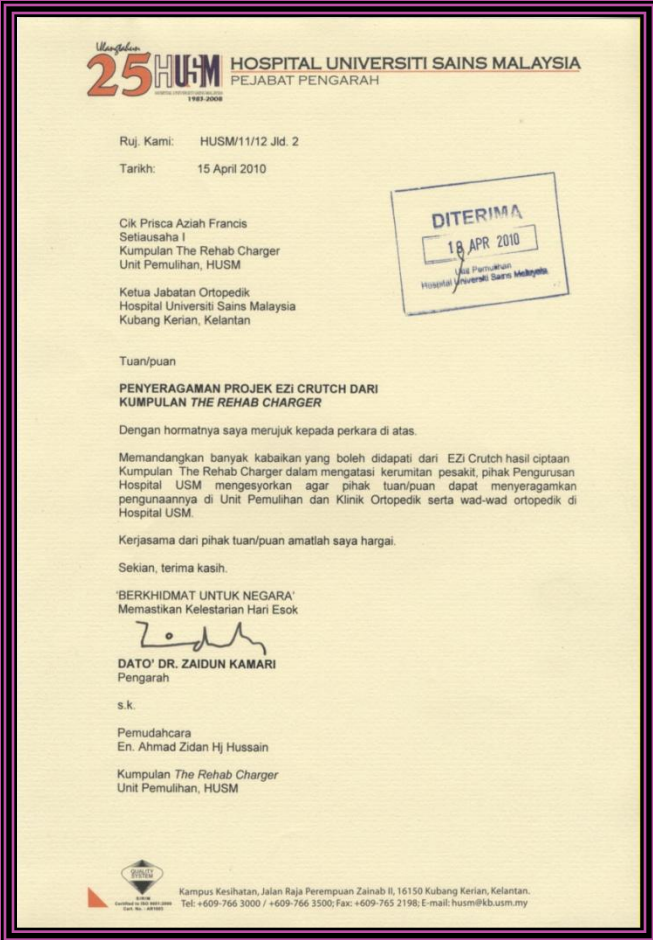 Ulangtahun
25 HUSM
HOSPITAL UNIVERSITI SAINS MALAYSIA
1983-2008
HOSPITAL UNIVERSITI SAINS MALAYSIA
PEJABAT PENGARAH
Ruj. Kami: HUSM/11/12 Jld. 2
Tarikh: 15 April 2010
DITERIMA
18 APR 2010
Unit Pemulihan
Hospital Universiti Sains Malaysia
Cik Prisca Aziah Francis
Setiausaha I
Kumpulan The Rehab Charger
Unit Pemulihan, HUSM
Ketua Jabatan Ortopedik
Hospital Universiti Sains Malaysia
Kubang Kerian, Kelantan
Tuan/puan
PENYERAGAMAN PROJEK EZi CRUTCH DARI
KUMPULAN THE REHAB CHARGER
Dengan hormatnya saya merujuk kepada perkara di atas.
Memandangkan banyak kabaikan yang boleh didapati dari EZi Crutch hasil ciptaan
Kumpulan The Rehab Charger dalam mengatasi kerumitan pesakit, pihak Pengurusan
Hospital USM mengesyorkan agar pihak tuan/puan dapat menyeragamkan
pengunaannya di Unit Pemulihan dan Klinik Ortopedik serta wad-wad ortopedik di
Hospital USM.
Kerjasama dari pihak tuan/puan amatlah saya hargai.
Sekian, terima kasih.
'BERKHIDMAT UNTUK NEGARA'
Memastikan Kelestarian Hari Esok
DATO' DR. ZAIDUN KAMARI
Pengarah
s.k.
Pemudahcara
En. Ahmad Zidan Hj Hussain
Kumpulan The Rehab Charger
Unit Pemulihan, HUSM
QUALITY
SYSTEM
SIRIM
Kampus Kesihatan, Jalan Raja Perempuan Zainab II, 16150 Kubang Kerian, Kelantan.
Tel: +609-766 3000 / +609-766 3500; Fax: +609-765 2198; E-mail: husm@kb.usm.my